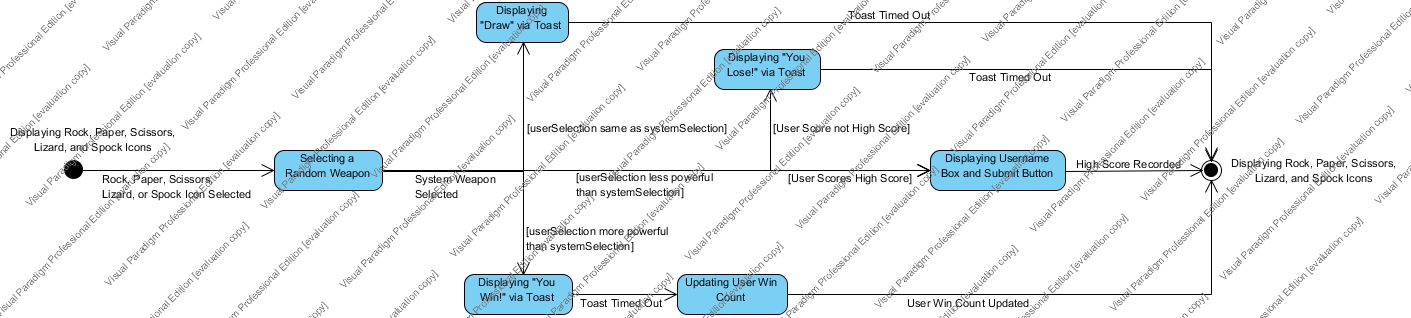 Displaying
"Draw" via Toast
Toast Timed Out
Displaying "You
Lose!" via Toast
Toast Timed Out
Displaying Rock, Paper, Scissors,
Lizard, and Spock Icons
[userSelection same as systemSelection]
[User Score not High Score]
Selecting a
Random Weapon
Displaying Username
Box and Submit Button
High Score Recorded
Displaying Rock, Paper, Scissors,
Lizard, and Spock Icons
Rock, Paper, Scissors,
Lizard, or Spock Icon Selected
System Weapon
Selected
[userSelection less powerful
than systemSelection]
[User Scores High Score]
[userSelection more powerful
than systemSelection]
Displaying "You
Win!" via Toast
Toast Timed Out
Updating User Win
Count
User Win Count Updated
Visual Paradigm Professional Edition [evaluation copy]